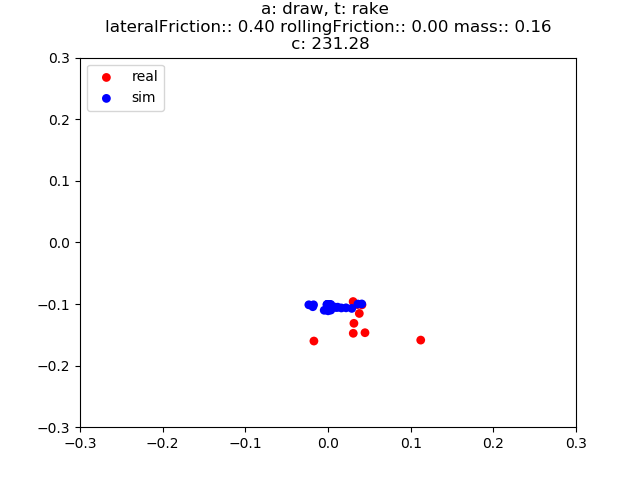 a: draw, t: rake
lateralFriction:: 0.40 rollingFriction:: 0.00 mass:: 0.16
c: 231.28
real
sim
0.3
0.2
0.1
0.0
−0.1
−0.2
−0.3
−0.3 −0.2 −0.1 0.0 0.1 0.2 0.3